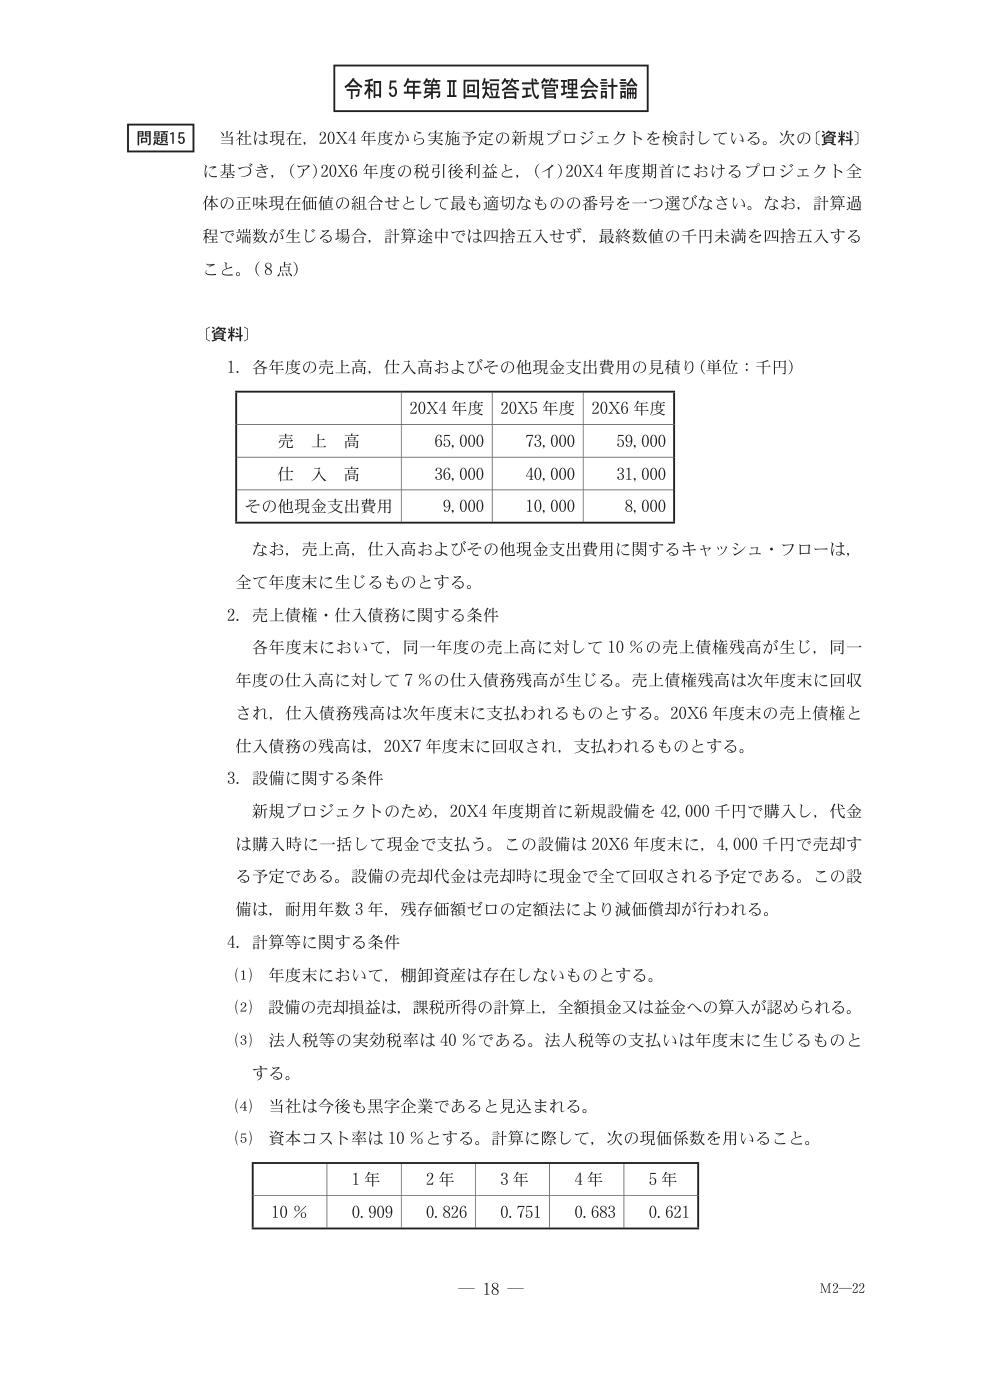 令和5年第Ⅱ回短答式管理会計論
問題15 当社は現在，20X4年度から実施予定の新規プロジェクトを検討している。次の〔資料〕
に基づき，(ア)20X6年度の税引後利益と，(イ)20X4年度期首におけるプロジェクト全
体の正味現在価値の組合せとして最も適切なものの番号を一つ選びなさい。なお，計算過
程で端数が生じる場合，計算途中では四捨五入せず，最終数値の千円未満を四捨五入する
こと。(8点)
〔資料〕
1．各年度の売上高，仕入高およびその他現金支出費用の見積り(単位：千円)
20X4年度 20X5年度 20X6年度
売上高 65,000 73,000 59,000
仕入高 36,000 40,000 31,000
その他現金支出費用 9,000 10,000 8,000
なお，売上高，仕入高およびその他現金支出費用に関するキャッシュ・フローは，
全て年度末に生じるものとする。
2．売上債権・仕入債務に関する条件
各年度末において，同一年度の売上高に対して10％の売上債権残高が生じ，同一
年度の仕入高に対して7％の仕入債務残高が生じる。売上債権残高は次年度末に回収
され，仕入債務残高は次年度末に支払われるものとする。20X6年度末の売上債権と
仕入債務の残高は，20X7年度末に回収され，支払われるものとする。
3．設備に関する条件
新規プロジェクトのため，20X4年度期首に新規設備を42,000千円で購入し，代金
は購入時に一括して現金で支払う。この設備は20X6年度末に，4,000千円で売却す
る予定である。設備の売却代金は売却時に現金で全て回収される予定である。この設
備は，耐用年数3年，残存価額ゼロの定額法により減価償却が行われる。
4．計算等に関する条件
(1) 年度末において，棚卸資産は存在しないものとする。
(2) 設備の売却損益は，課税所得の計算上，全額損金又は益金への算入が認められる。
(3) 法人税等の実効税率は40％である。法人税等の支払いは年度末に生じるものと
する。
(4) 当社は今後も黒字企業であると見込まれる。
(5) 資本コスト率は10％とする。計算に際して，次の現価係数を用いること。
1年 2年 3年 4年 5年
10％ 0.909 0.826 0.751 0.683 0.621
― 18 ―
M2―22